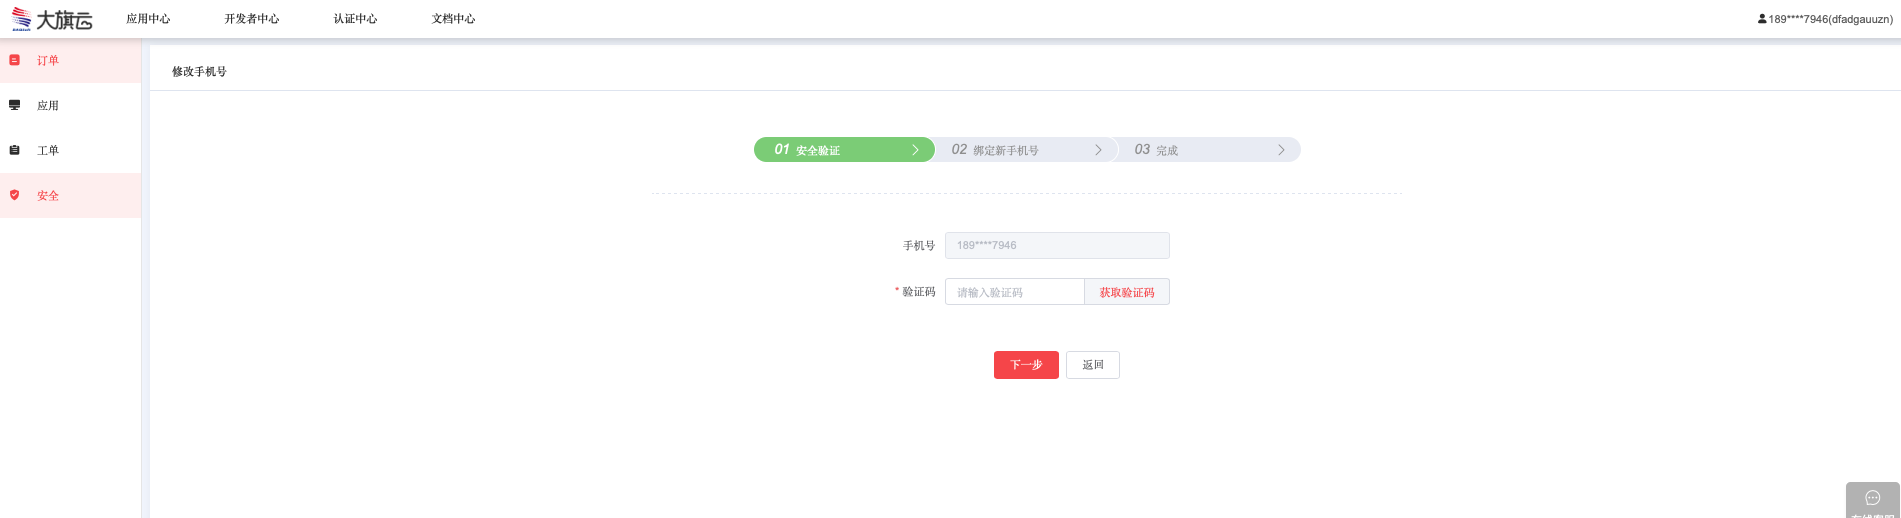 大旗云 应用中心 开发者中心 认证中心 文档中心 189****7946(dfadgauuzn)
订单
应用
工单
安全
修改手机号
01 安全验证 02 绑定新手机号 03 完成
手机号 189****7946
* 验证码 请输入验证码 获取验证码
下一步 返回